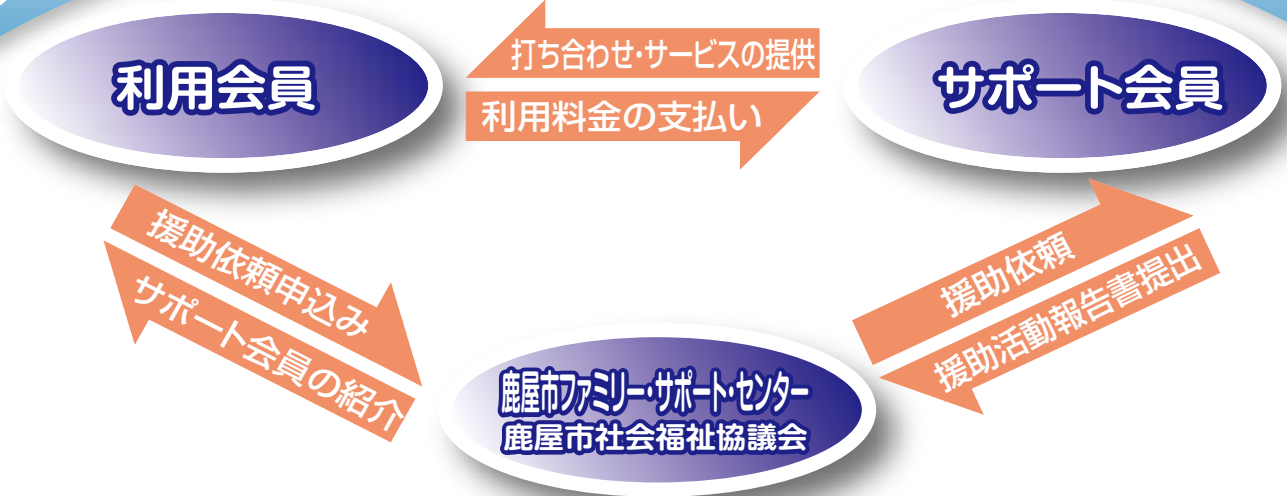 利用会員
打ち合わせ・サービスの提供
利用料金の支払い
サポート会員
援助依頼申込み
サポート会員の紹介
援助依頼
援助活動報告書提出
鹿屋市ファミリー・サポート・センター
鹿屋市社会福祉協議会